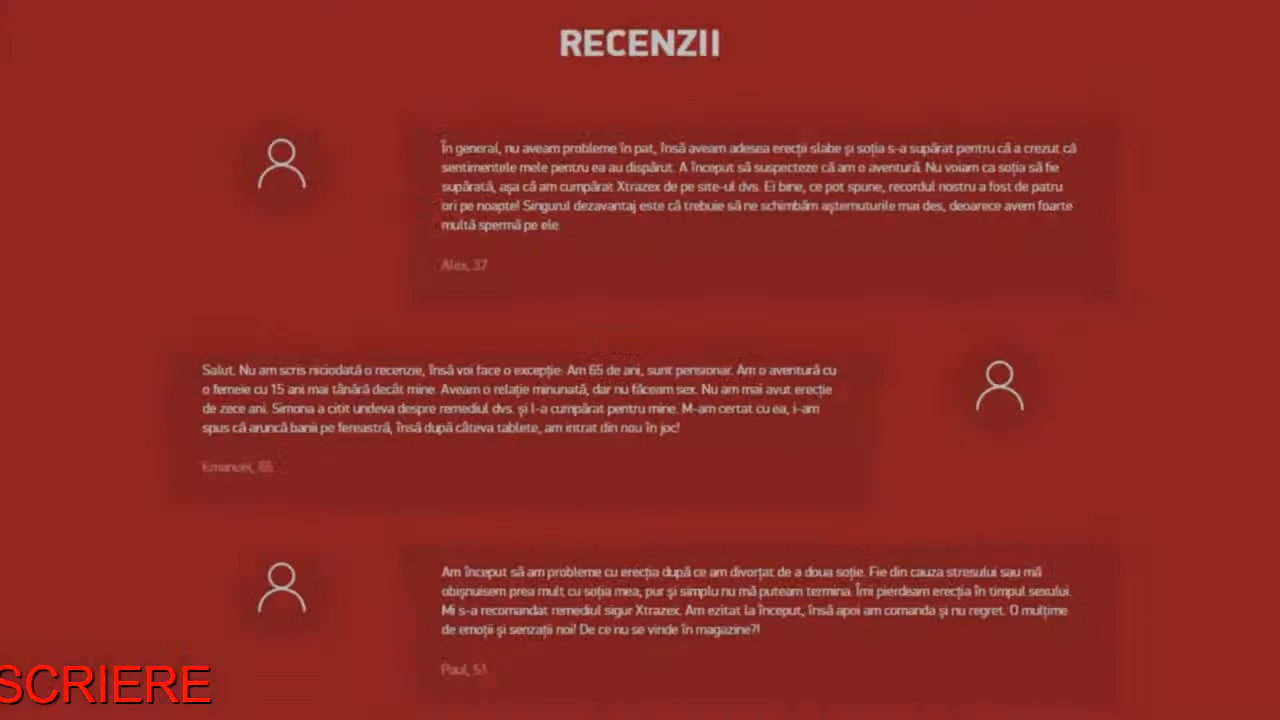 RECENZII
În general, nu aveam probleme în pat, însă aveam adesea erecții slabe și soția s-a supărat pentru că a crezut că
sentimentele mele pentru ea au dispărut. A început să suspecteze că am o aventură. Nu voiam ca soția să fie
supărată, așa că am cumpărat Xtrazex de pe site-ul dvs. Ei bine, ce pot spune, recordul nostru a fost de patru
ori pe noapte! Singurul dezavantaj este că trebuie să ne schimbăm așternuturile mai des, deoarece avem foarte
multă spermă pe ele.
Alex, 37
Salut. Nu am scris niciodată o recenzie, însă voi face o excepție. Am 65 de ani, sunt pensionar. Am o aventură cu
o femeie cu 15 ani mai tânără decât mine. Aveam o relație minunată, dar nu făceam sex. Nu am mai avut erecție
de zece ani. Simona a citit undeva despre remediul dvs. și l-a cumpărat pentru mine. M-am certat cu ea, i-am
spus că aruncă banii pe fereastră, însă după câteva tablete, am intrat din nou în joc!
Emanuel, 65
Am început să am probleme cu erecția după ce am divorțat de a doua soție. Fie din cauza stresului sau mă
obișnuisem prea mult cu soția mea, pur și simplu nu mă puteam termina. Îmi pierdeam erecția în timpul sexului.
Mi s-a recomandat remediul sigur Xtrazex. Am ezitat la început, însă apoi am comanda și nu regret. O mulțime
de emoții și senzații noi! De ce nu se vinde în magazine?!
Paul, 51
SCRIERE